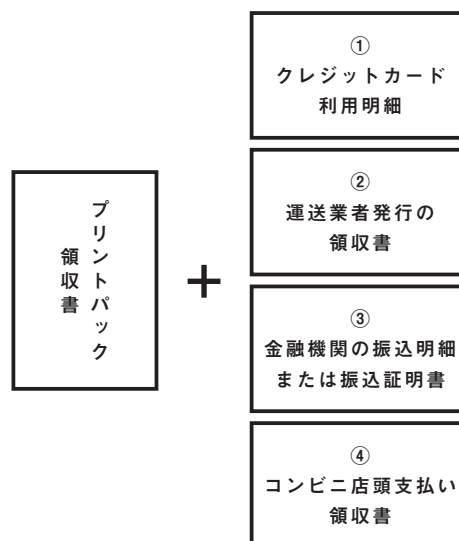 プリントパック
領収書
＋
①
クレジットカード
利用明細
②
運送業者発行の
領収書
③
金融機関の振込明細
または振込証明書
④
コンビニ店頭支払い
領収書